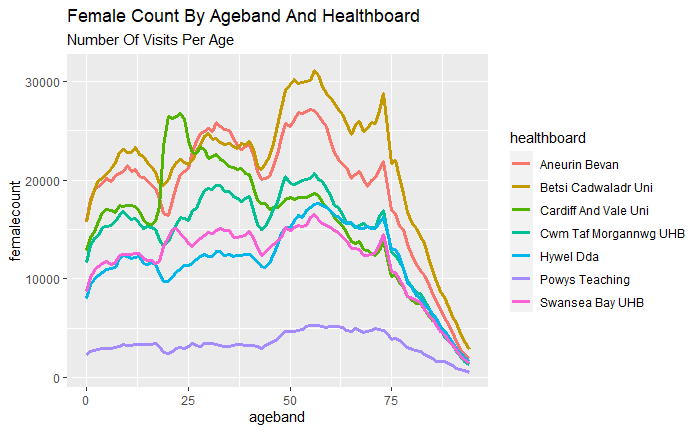 Female Count By Ageband And Healthboard
Number Of Visits Per Age
30000
20000
10000
0
femalecount
0 25 50 75
ageband
healthboard
Aneurin Bevan
Betsi Cadwaladr Uni
Cardiff And Vale Uni
Cwm Taf Morgannwg UHB
Hywel Dda
Powys Teaching
Swansea Bay UHB